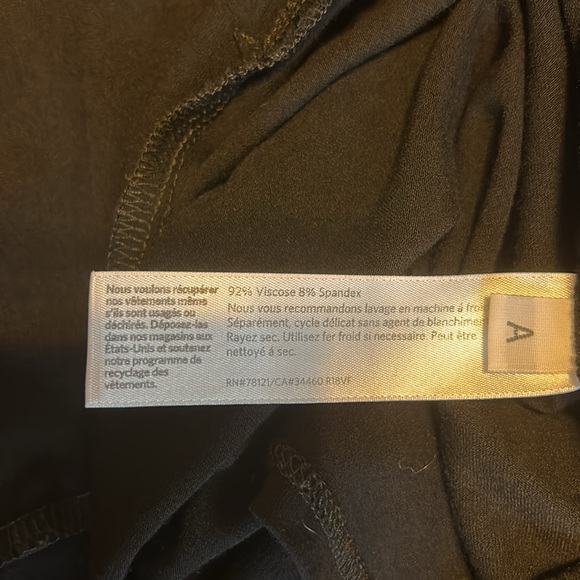 Nous voulons récupérer
nos vêtements même
s'ils sont usagés ou
déchirés. Déposez-les
dans nos magasins aux
États-Unis et soutenez
notre programme de
recyclage des
vêtements.
92% Viscose 8% Spandex
Nous vous recommandons lavage en machine à froi
Séparément, cycle délicat sans agent de blanchimen
Rayez sec. Utilisez fer froid si necessaire. Peut être
nettoyé à sec.
RN#78121/CA#34460 R18VF
A